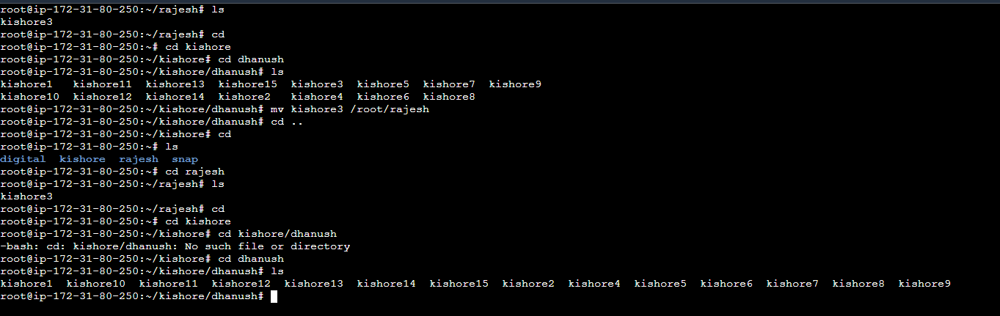 root@ip-172-31-80-250:~/rajesh# ls
kishore3
root@ip-172-31-80-250:~/rajesh# cd
root@ip-172-31-80-250:~# cd kishore
root@ip-172-31-80-250:~/kishore# cd dhanush
root@ip-172-31-80-250:~/kishore/dhanush# ls
kishore1   kishore11  kishore13  kishore15  kishore3  kishore5  kishore7  kishore9
kishore10  kishore12  kishore14  kishore2   kishore4  kishore6  kishore8
root@ip-172-31-80-250:~/kishore/dhanush# mv kishore3 /root/rajesh
root@ip-172-31-80-250:~/kishore/dhanush# cd ..
root@ip-172-31-80-250:~/kishore# cd
root@ip-172-31-80-250:~# ls
digital  kishore  rajesh  snap
root@ip-172-31-80-250:~# cd rajesh
root@ip-172-31-80-250:~/rajesh# ls
kishore3
root@ip-172-31-80-250:~/rajesh# cd
root@ip-172-31-80-250:~# cd kishore
root@ip-172-31-80-250:~/kishore# cd kishore/dhanush
-bash: cd: kishore/dhanush: No such file or directory
root@ip-172-31-80-250:~/kishore# cd dhanush
root@ip-172-31-80-250:~/kishore/dhanush# ls
kishore1  kishore10  kishore11  kishore12  kishore13  kishore14  kishore15  kishore2  kishore4  kishore5  kishore6  kishore7  kishore8  kishore9
root@ip-172-31-80-250:~/kishore/dhanush#